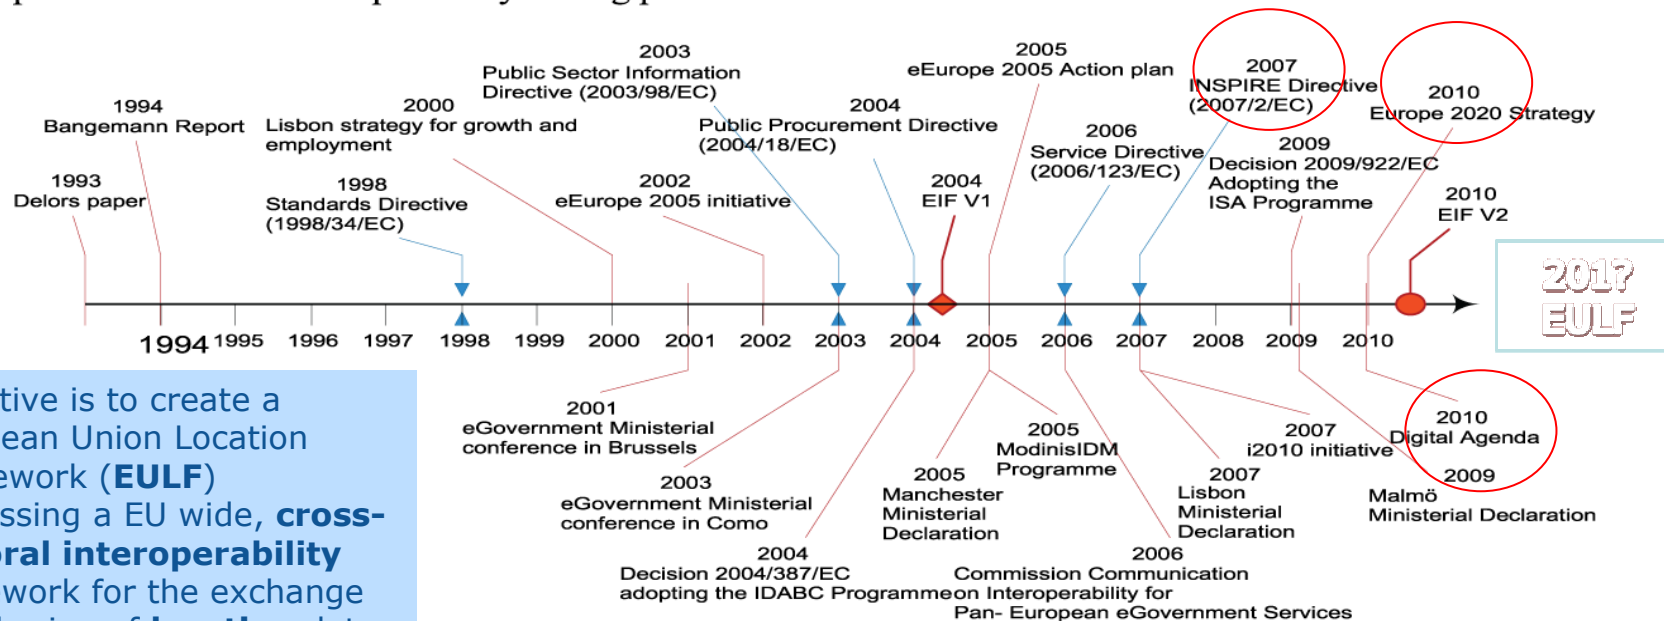 2003
Public Sector Information
Directive (2003/98/EC)
2005
eEurope 2005 Action plan
2007
INSPIRE Directive
(2007/2/EC)
2010
Europe 2020 Strategy
1994
Bangemann Report
2000
Lisbon strategy for growth and
employment
2004
Public Procurement Directive
(2004/18/EC)
2006
Service Directive
(2006/123/EC)
2009
Decision 2009/922/EC
Adopting the
ISA Programme
1993
Delors paper
1998
Standards Directive
(1998/34/EC)
2002
eEurope 2005 initiative
2004
EIF V1
2010
EIF V2
201?
EULF
1994 1995 1996 1997 1998 1999 2000 2001 2002 2003 2004 2005 2006 2007 2008 2009 2010
tive is to create a
ean Union Location
ework (EULF)
ssing a EU wide, cross-
oral interoperability
work for the exchange
2001
eGovernment Ministerial
conference in Brussels
2003
eGovernment Ministerial
conference in Como
2004
Decision 2004/387/EC
adopting the IDABC Programme
2005
Manchester
Ministerial
Declaration
2005
ModinisIDM
Programme
2006
Commission Communication
on Interoperability for
Pan- European eGovernment Services
2007
Lisbon
Ministerial
Declaration
2007
i2010 initiative
2010
Digital Agenda
2009
Malmö
Ministerial Declaration